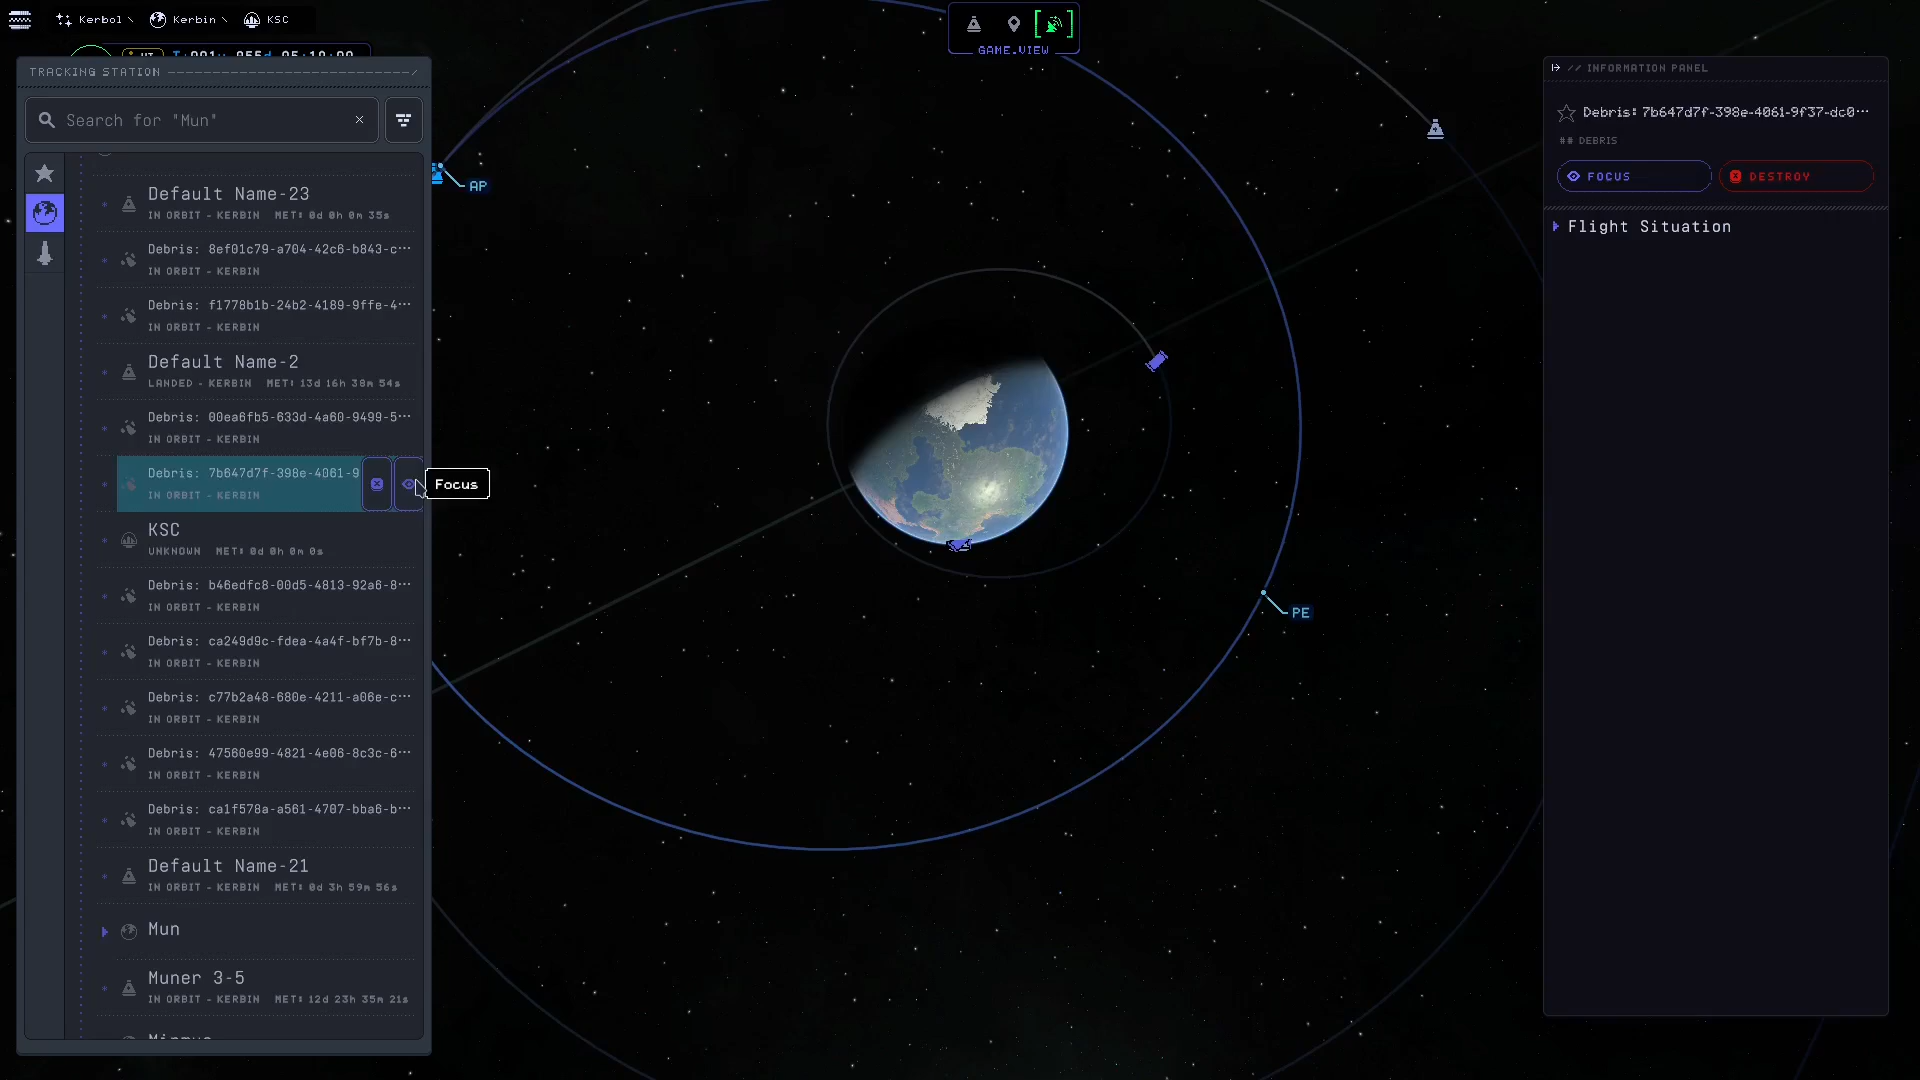 Kerbol
Kerbin
KSC
GAME.VIEW
TRACKING STATION
Search for "Mun"
Default Name-23
IN ORBIT - KERBIN MET: 0d 0h 0m 35s
Debris: 8ef01c79-a704-42c6-b843-c…
IN ORBIT - KERBIN
Debris: f1778b1b-24b2-4189-9ffe-4…
IN ORBIT - KERBIN
Default Name-2
LANDED - KERBIN MET: 13d 16h 38m 54s
Debris: 00ea6fb5-633d-4a60-9499-5…
IN ORBIT - KERBIN
Debris: 7b647d7f-398e-4061-9
IN ORBIT - KERBIN
Focus
KSC
UNKNOWN MET: 0d 0h 0m 0s
Debris: b46edfc8-00d5-4813-92a6-8…
IN ORBIT - KERBIN
Debris: ca249d9c-fdea-4a4f-bf7b-8…
IN ORBIT - KERBIN
Debris: c77b2a48-680e-4211-a06e-c…
IN ORBIT - KERBIN
Debris: 47560e99-4821-4e06-8c3c-6…
IN ORBIT - KERBIN
Debris: ca1f578a-a561-4707-bba6-b…
IN ORBIT - KERBIN
Default Name-21
IN ORBIT - KERBIN MET: 0d 3h 59m 56s
Mun
Muner 3-5
IN ORBIT - KERBIN MET: 12d 23h 35m 21s
AP
PE
// INFORMATION PANEL
Debris: 7b647d7f-398e-4061-9f37-dc0…
## DEBRIS
FOCUS
DESTROY
Flight Situation